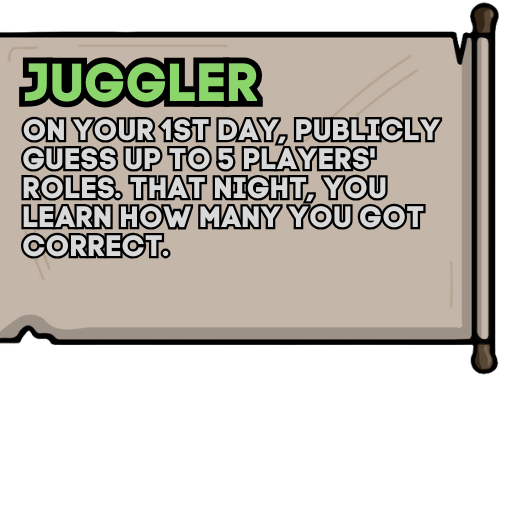 JUGGLER
ON YOUR 1ST DAY, PUBLICLY
GUESS UP TO 5 PLAYERS'
ROLES. THAT NIGHT, YOU
LEARN HOW MANY YOU GOT
CORRECT.